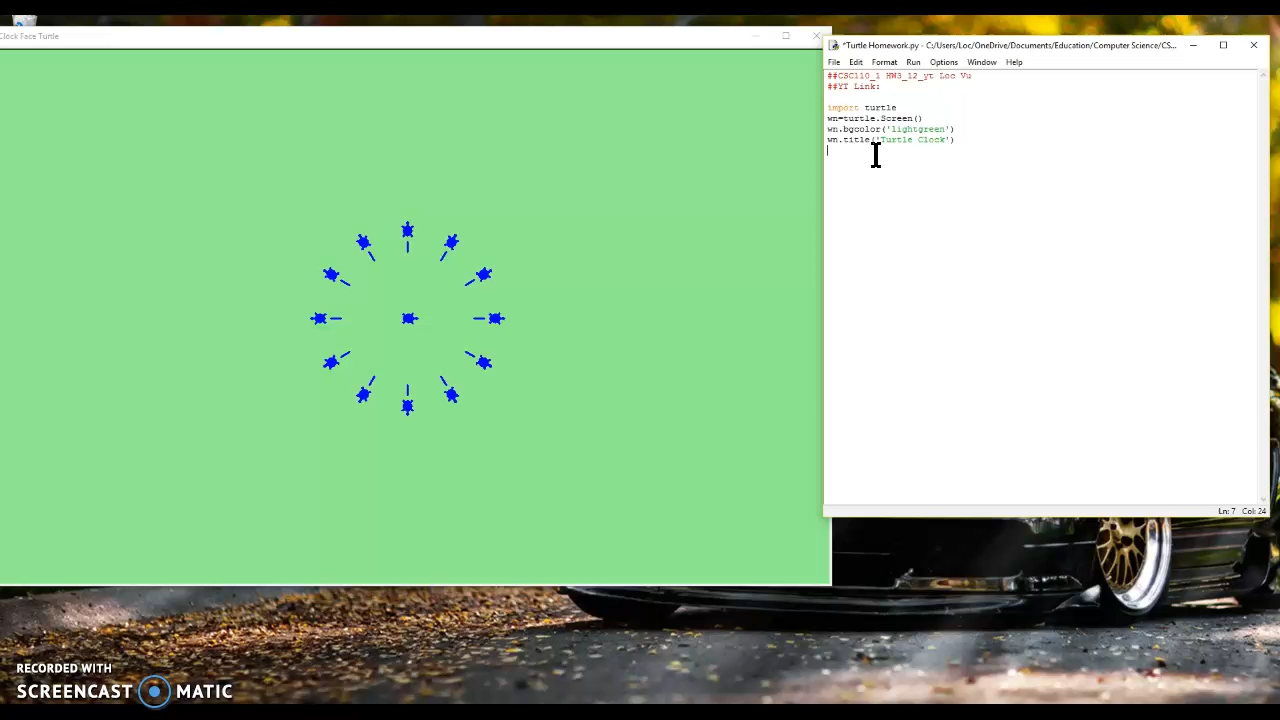 Clock Face Turtle
*Turtle Homework.py - C:/Users/Loc/OneDrive/Documents/Education/Computer Science/CS...
File Edit Format Run Options Window Help
##CSC110_1 HW3_12_yt Loc Vu
##YT Link:
import turtle
wn=turtle.Screen()
wn.bgcolor('lightgreen')
wn.title('Turtle Clock')
Ln: 7 Col: 24
RECORDED WITH
SCREENCAST MATIC